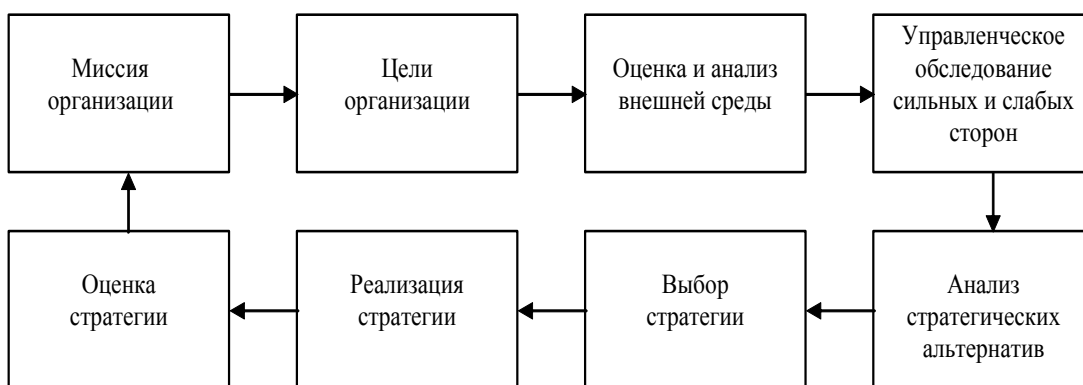 Миссия
организации
Цели
организации
Оценка и анализ
внешней среды
Управленческое
обследование
сильных и слабых
сторон
Оценка
стратегии
Реализация
стратегии
Выбор
стратегии
Анализ
стратегических
альтернатив